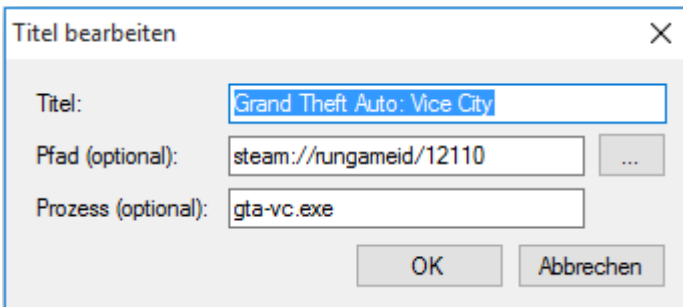 Titel bearbeiten
Titel: Grand Theft Auto: Vice City
Pfad (optional): steam://rungameid/12110 ...
Prozess (optional): gta-vc.exe
OK Abbrechen